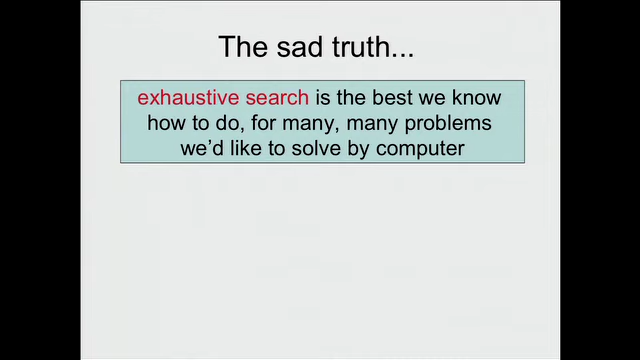 The sad truth...
exhaustive search is the best we know
how to do, for many, many problems
we'd like to solve by computer